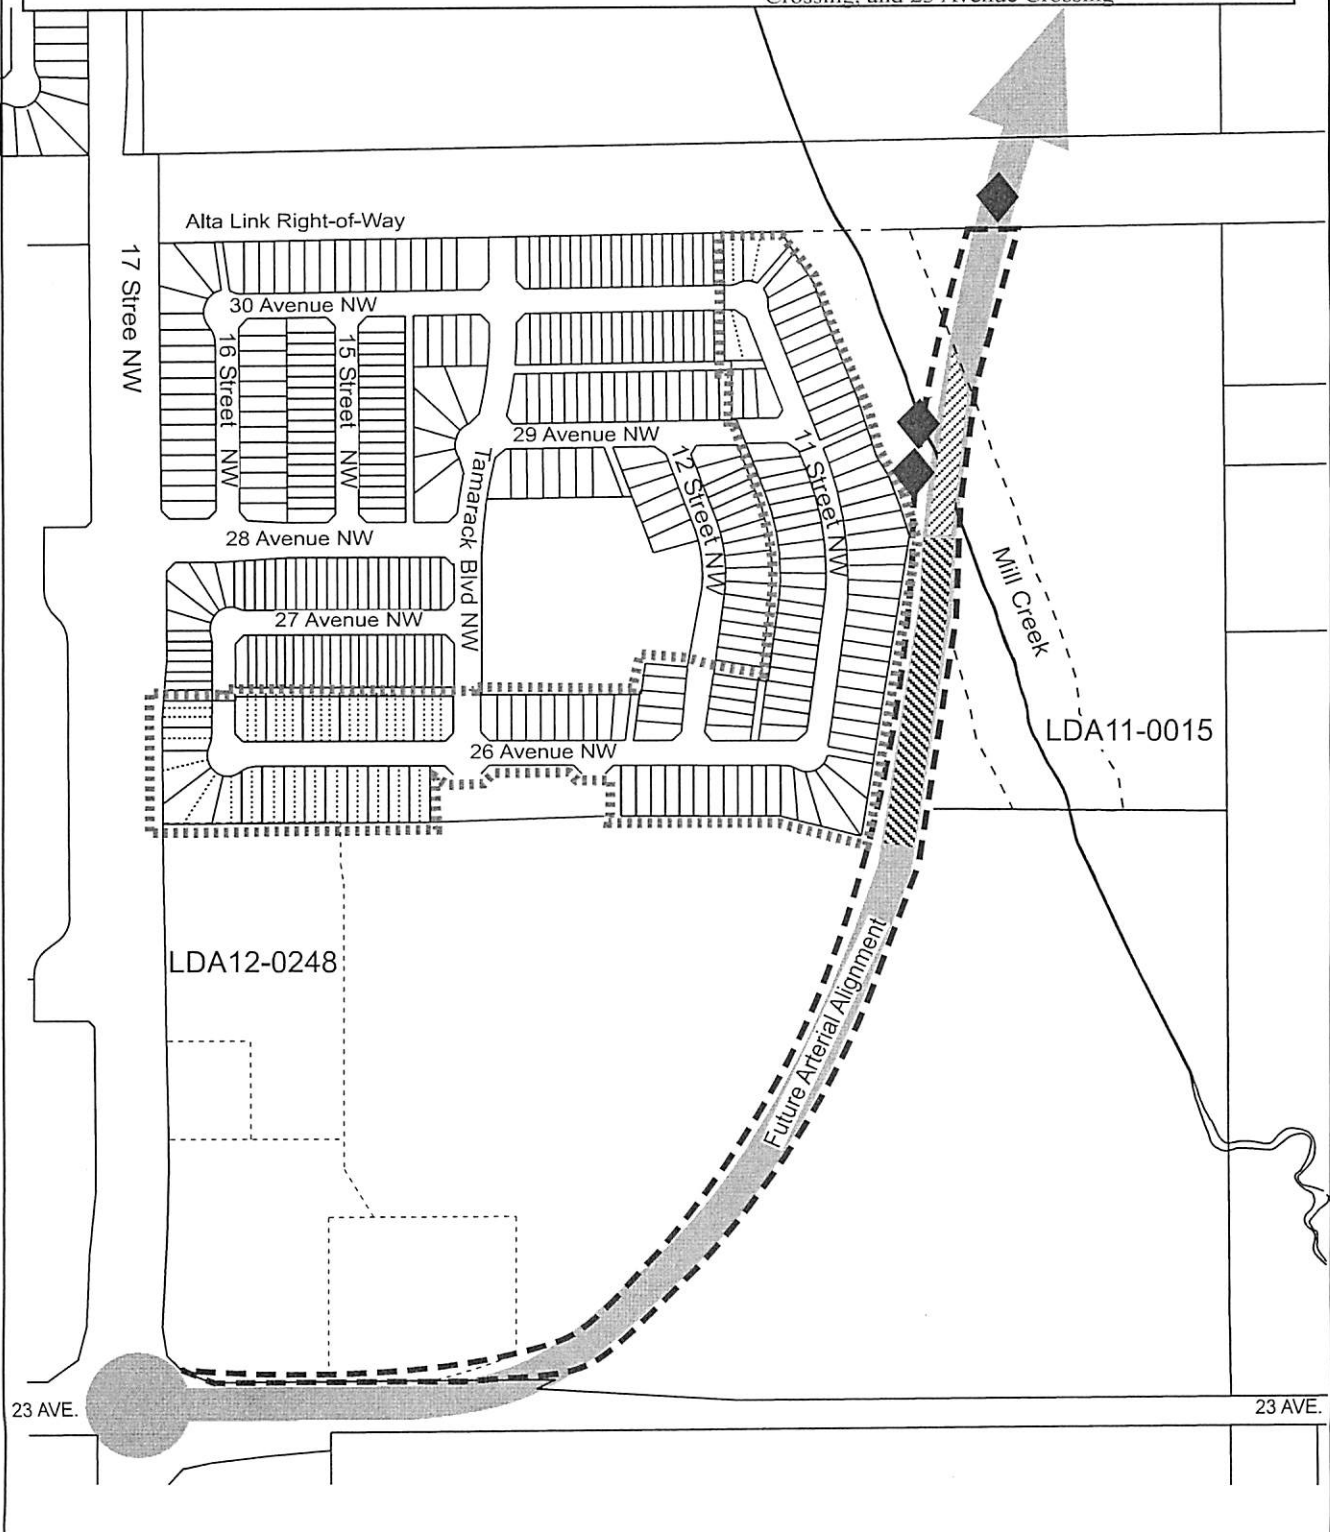 Crossing, and 23 Avenue Crossing
Alta Link Right-of-Way
17 Stree NW
30 Avenue NW
16 Street NW
15 Street NW
29 Avenue NW
Tamarack Blvd NW
12 Street NW
11 Street NW
28 Avenue NW
27 Avenue NW
Mill Creek
LDA11-0015
26 Avenue NW
LDA12-0248
Future Arterial Alignment
23 AVE.
23 AVE.